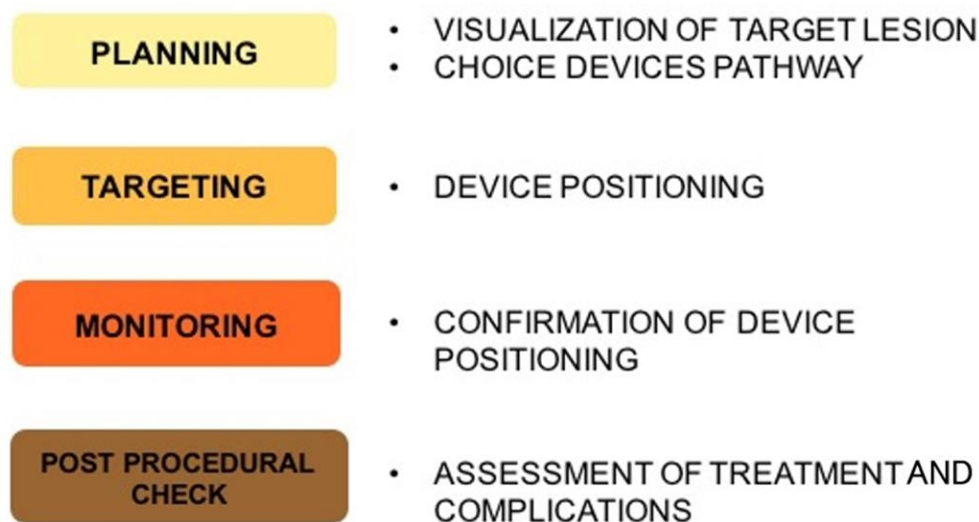 PLANNING
• VISUALIZATION OF TARGET LESION
• CHOICE DEVICES PATHWAY
TARGETING
• DEVICE POSITIONING
MONITORING
• CONFIRMATION OF DEVICE
POSITIONING
POST PROCEDURAL
CHECK
• ASSESSMENT OF TREATMENT AND
COMPLICATIONS